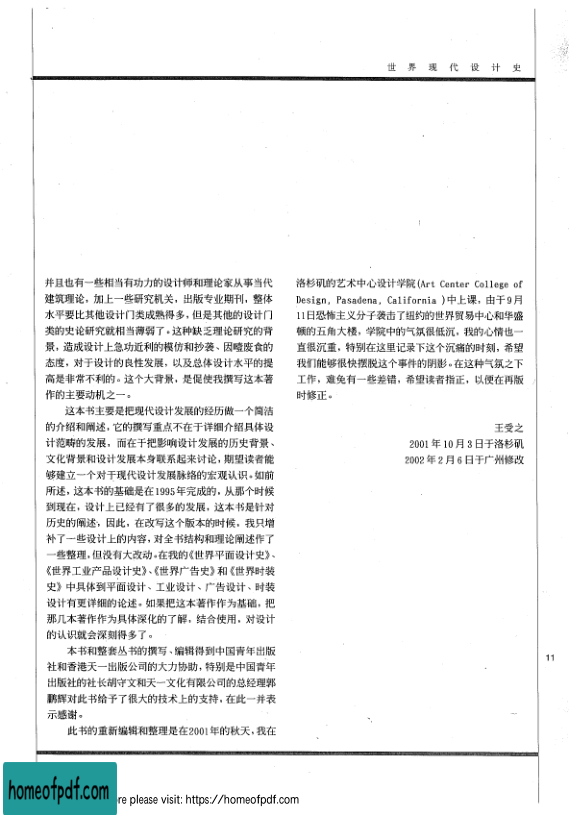 世界现代设计史
并且也有一些相当有功力的设计师和理论家从事当代
建筑理论，加上一些研究机关，出版专业期刊，整体
水平要比其他设计门类成熟得多，但是其他的设计门
类的史论研究就相当薄弱了。这种缺乏理论研究的背
景，造成设计上急功近利的模仿和抄袭、因噎废食的
态度，对于设计的良性发展，以及总体设计水平的提
高是非常不利的。这个大背景，是促使我撰写这本著
作的主要动机之一。
这本书主要是把现代设计发展的经历做一个简洁
的介绍和阐述，它的撰写重点不在于详细介绍具体设
计范畴的发展，而在于把影响设计发展的历史背景、
文化背景和设计发展本身联系起来讨论，期望读者能
够建立一个对于现代设计发展脉络的宏观认识。如前
所述，这本书的基础是在1995年完成的，从那个时候
到现在，设计上已经有了很多的发展，这本书是针对
历史的阐述，因此，在改写这个版本的时候，我只增
补了一些设计上的内容，对全书结构和理论阐述作了
一些整理，但没有大改动。在我的《世界平面设计史》、
《世界工业产品设计史》、《世界广告史》和《世界时装
史》中具体到平面设计、工业设计、广告设计、时装
设计有更详细的论述。如果把这本著作作为基础，把
那几本著作作为具体深化的了解，结合使用，对设计
的认识就会深刻得多了。
本书和整套丛书的撰写、编辑得到中国青年出版
社和香港天一出版公司的大力协助，特别是中国青年
出版社的社长胡守文和天一文化有限公司的总经理郭
鹏辉对此书给予了很大的技术上的支持，在此一并表
示感谢。
此书的重新编辑和整理是在2001年的秋天，我在
洛杉矶的艺术中心设计学院(Art Center College of
Design, Pasadena, California )中上课，由于9月
11日恐怖主义分子袭击了纽约的世界贸易中心和华盛
顿的五角大楼，学院中的气氛很低沉，我的心情也一
直很沉重，特别在这里记录下这个沉痛的时刻，希望
我们能够很快摆脱这个事件的阴影。在这种气氛之下
工作，难免有一些差错，希望读者指正，以便在再版
时修正。
王受之
2001年10月3日于洛杉矶
2002年2月6日于广州修改
11
homeofpdf.com
re please visit: https://homeofpdf.com